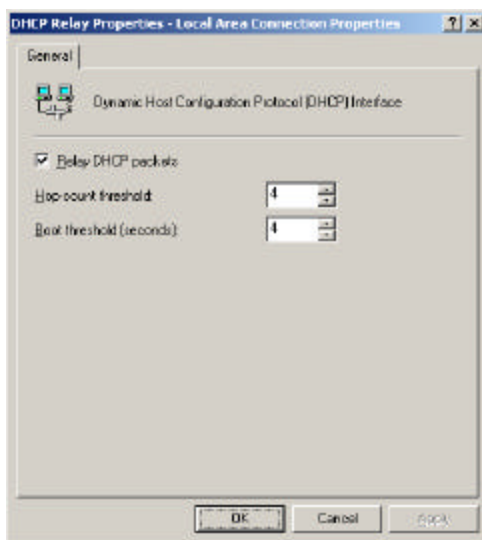 DHCP Relay Properties - Local Area Connection Properties
General
Dynamic Host Configuration Protocol (DHCP) Interface
Relay DHCP packets
Hop-count threshold: 4
Boot threshold (seconds): 4
OK Cancel Apply